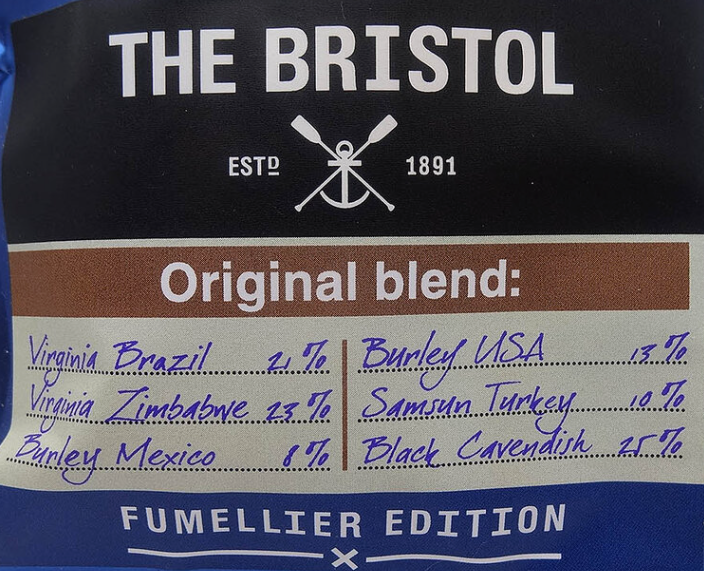 THE BRISTOL
ESTD 1891
Original blend:
Virginia Brazil 21 %
Virginia Zimbabwe 23 %
Burley Mexico 8 %
Burley USA 13 %
Samsun Turkey 10 %
Black Cavendish 25 %
FUMELLIER EDITION